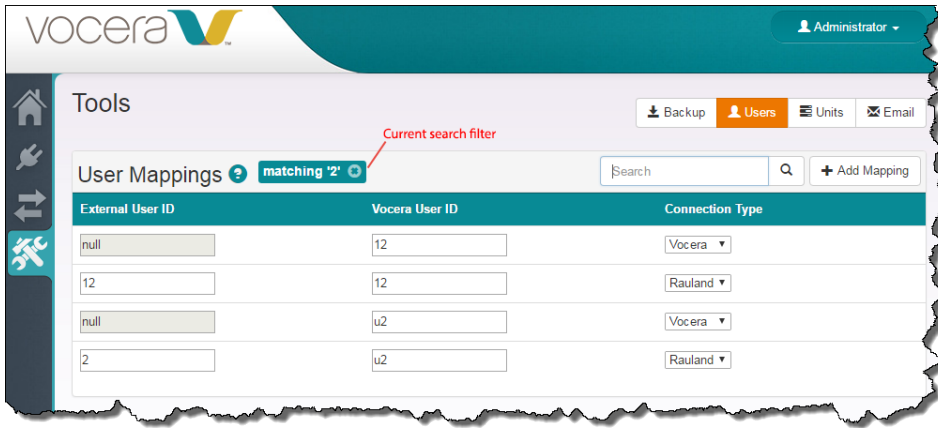 vocera
Administrator
Tools
Backup Users Units Email
Current search filter
User Mappings ? matching '2' Search Add Mapping
External User ID Vocera User ID Connection Type
null 12 Vocera
12 12 Rauland
null u2 Vocera
2 u2 Rauland